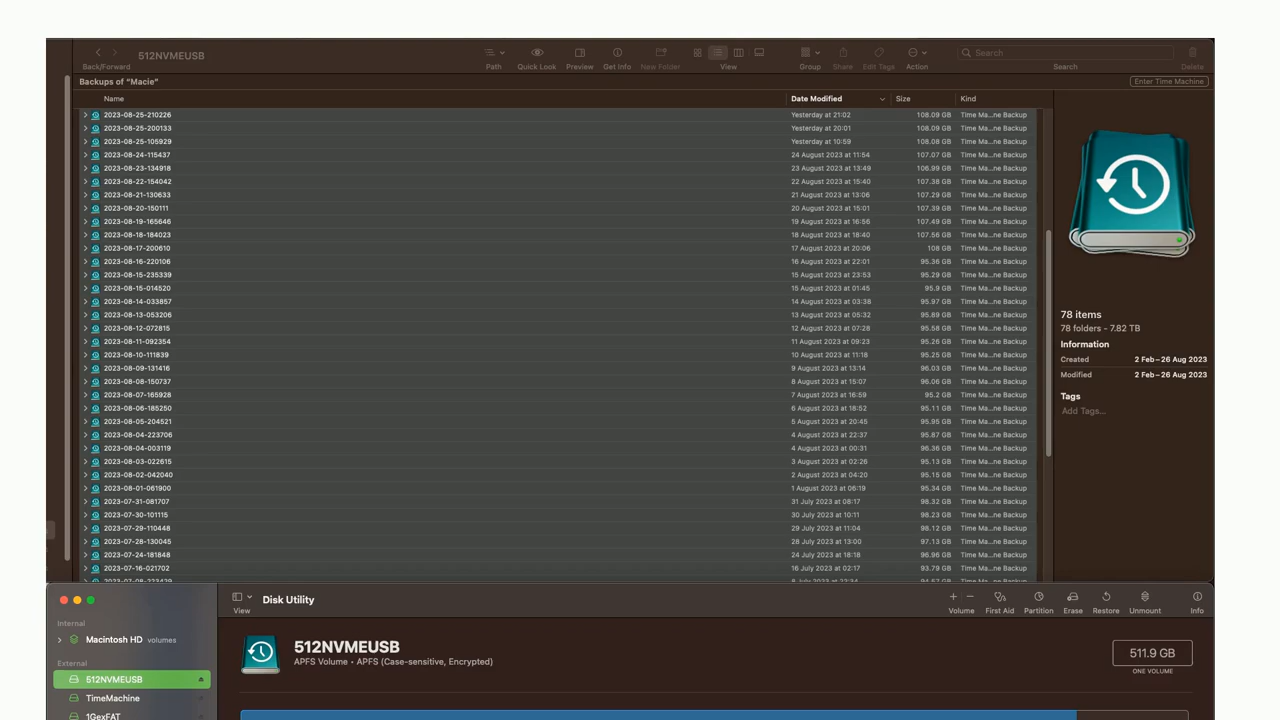 512NVMEUSB
Back/Forward
Path
Quick Look
Preview
Get Info
New Folder
View
Group
Share
Edit Tags
Action
Search
Search
Delete
Backups of “Macie”
Enter Time Machine
Name Date Modified Size Kind
2023-08-25-210226 Yesterday at 21:02 108.09 GB Time Ma...ne Backup
2023-08-25-200133 Yesterday at 20:01 108.09 GB Time Ma...ne Backup
2023-08-25-105929 Yesterday at 10:59 108.08 GB Time Ma...ne Backup
2023-08-24-115437 24 August 2023 at 11:54 107.07 GB Time Ma...ne Backup
2023-08-23-134918 23 August 2023 at 13:49 106.99 GB Time Ma...ne Backup
2023-08-22-154042 22 August 2023 at 15:40 107.38 GB Time Ma...ne Backup
2023-08-21-130633 21 August 2023 at 13:06 107.29 GB Time Ma...ne Backup
2023-08-20-150111 20 August 2023 at 15:01 107.39 GB Time Ma...ne Backup
2023-08-19-165646 19 August 2023 at 16:56 107.49 GB Time Ma...ne Backup
2023-08-18-184023 18 August 2023 at 18:40 107.56 GB Time Ma...ne Backup
2023-08-17-200610 17 August 2023 at 20:06 108 GB Time Ma...ne Backup
2023-08-16-220106 16 August 2023 at 22:01 95.36 GB Time Ma...ne Backup
2023-08-15-235339 15 August 2023 at 23:53 95.29 GB Time Ma...ne Backup
2023-08-15-014520 15 August 2023 at 01:45 95.9 GB Time Ma...ne Backup
2023-08-14-033857 14 August 2023 at 03:38 95.97 GB Time Ma...ne Backup
2023-08-13-053206 13 August 2023 at 05:32 95.89 GB Time Ma...ne Backup
2023-08-12-072815 12 August 2023 at 07:28 95.58 GB Time Ma...ne Backup
2023-08-11-092354 11 August 2023 at 09:23 95.26 GB Time Ma...ne Backup
2023-08-10-111839 10 August 2023 at 11:18 95.25 GB Time Ma...ne Backup
2023-08-09-131416 9 August 2023 at 13:14 96.03 GB Time Ma...ne Backup
2023-08-08-150737 8 August 2023 at 15:07 96.06 GB Time Ma...ne Backup
2023-08-07-165928 7 August 2023 at 16:59 95.2 GB Time Ma...ne Backup
2023-08-06-185250 6 August 2023 at 18:52 95.11 GB Time Ma...ne Backup
2023-08-05-204521 5 August 2023 at 20:45 95.95 GB Time Ma...ne Backup
2023-08-04-223706 4 August 2023 at 22:37 95.87 GB Time Ma...ne Backup
2023-08-04-003119 4 August 2023 at 00:31 96.36 GB Time Ma...ne Backup
2023-08-03-022615 3 August 2023 at 02:26 95.13 GB Time Ma...ne Backup
2023-08-02-042040 2 August 2023 at 04:20 95.15 GB Time Ma...ne Backup
2023-08-01-061900 1 August 2023 at 06:19 95.34 GB Time Ma...ne Backup
2023-07-31-081707 31 July 2023 at 08:17 98.32 GB Time Ma...ne Backup
2023-07-30-101115 30 July 2023 at 10:11 98.23 GB Time Ma...ne Backup
2023-07-29-110448 29 July 2023 at 11:04 98.12 GB Time Ma...ne Backup
2023-07-28-130045 28 July 2023 at 13:00 97.13 GB Time Ma...ne Backup
2023-07-24-181848 24 July 2023 at 18:18 96.96 GB Time Ma...ne Backup
2023-07-16-021702 16 July 2023 at 02:17 93.79 GB Time Ma...ne Backup
78 items
78 folders - 7.82 TB
Information
Created 2 Feb – 26 Aug 2023
Modified 2 Feb – 26 Aug 2023
Tags
Add Tags...
View
Disk Utility
Volume
First Aid
Partition
Erase
Restore
Unmount
Info
Internal
Macintosh HD volumes
External
512NVMEUSB
TimeMachine
1GexFAT
512NVMEUSB
APFS Volume • APFS (Case-sensitive, Encrypted)
511.9 GB
ONE VOLUME